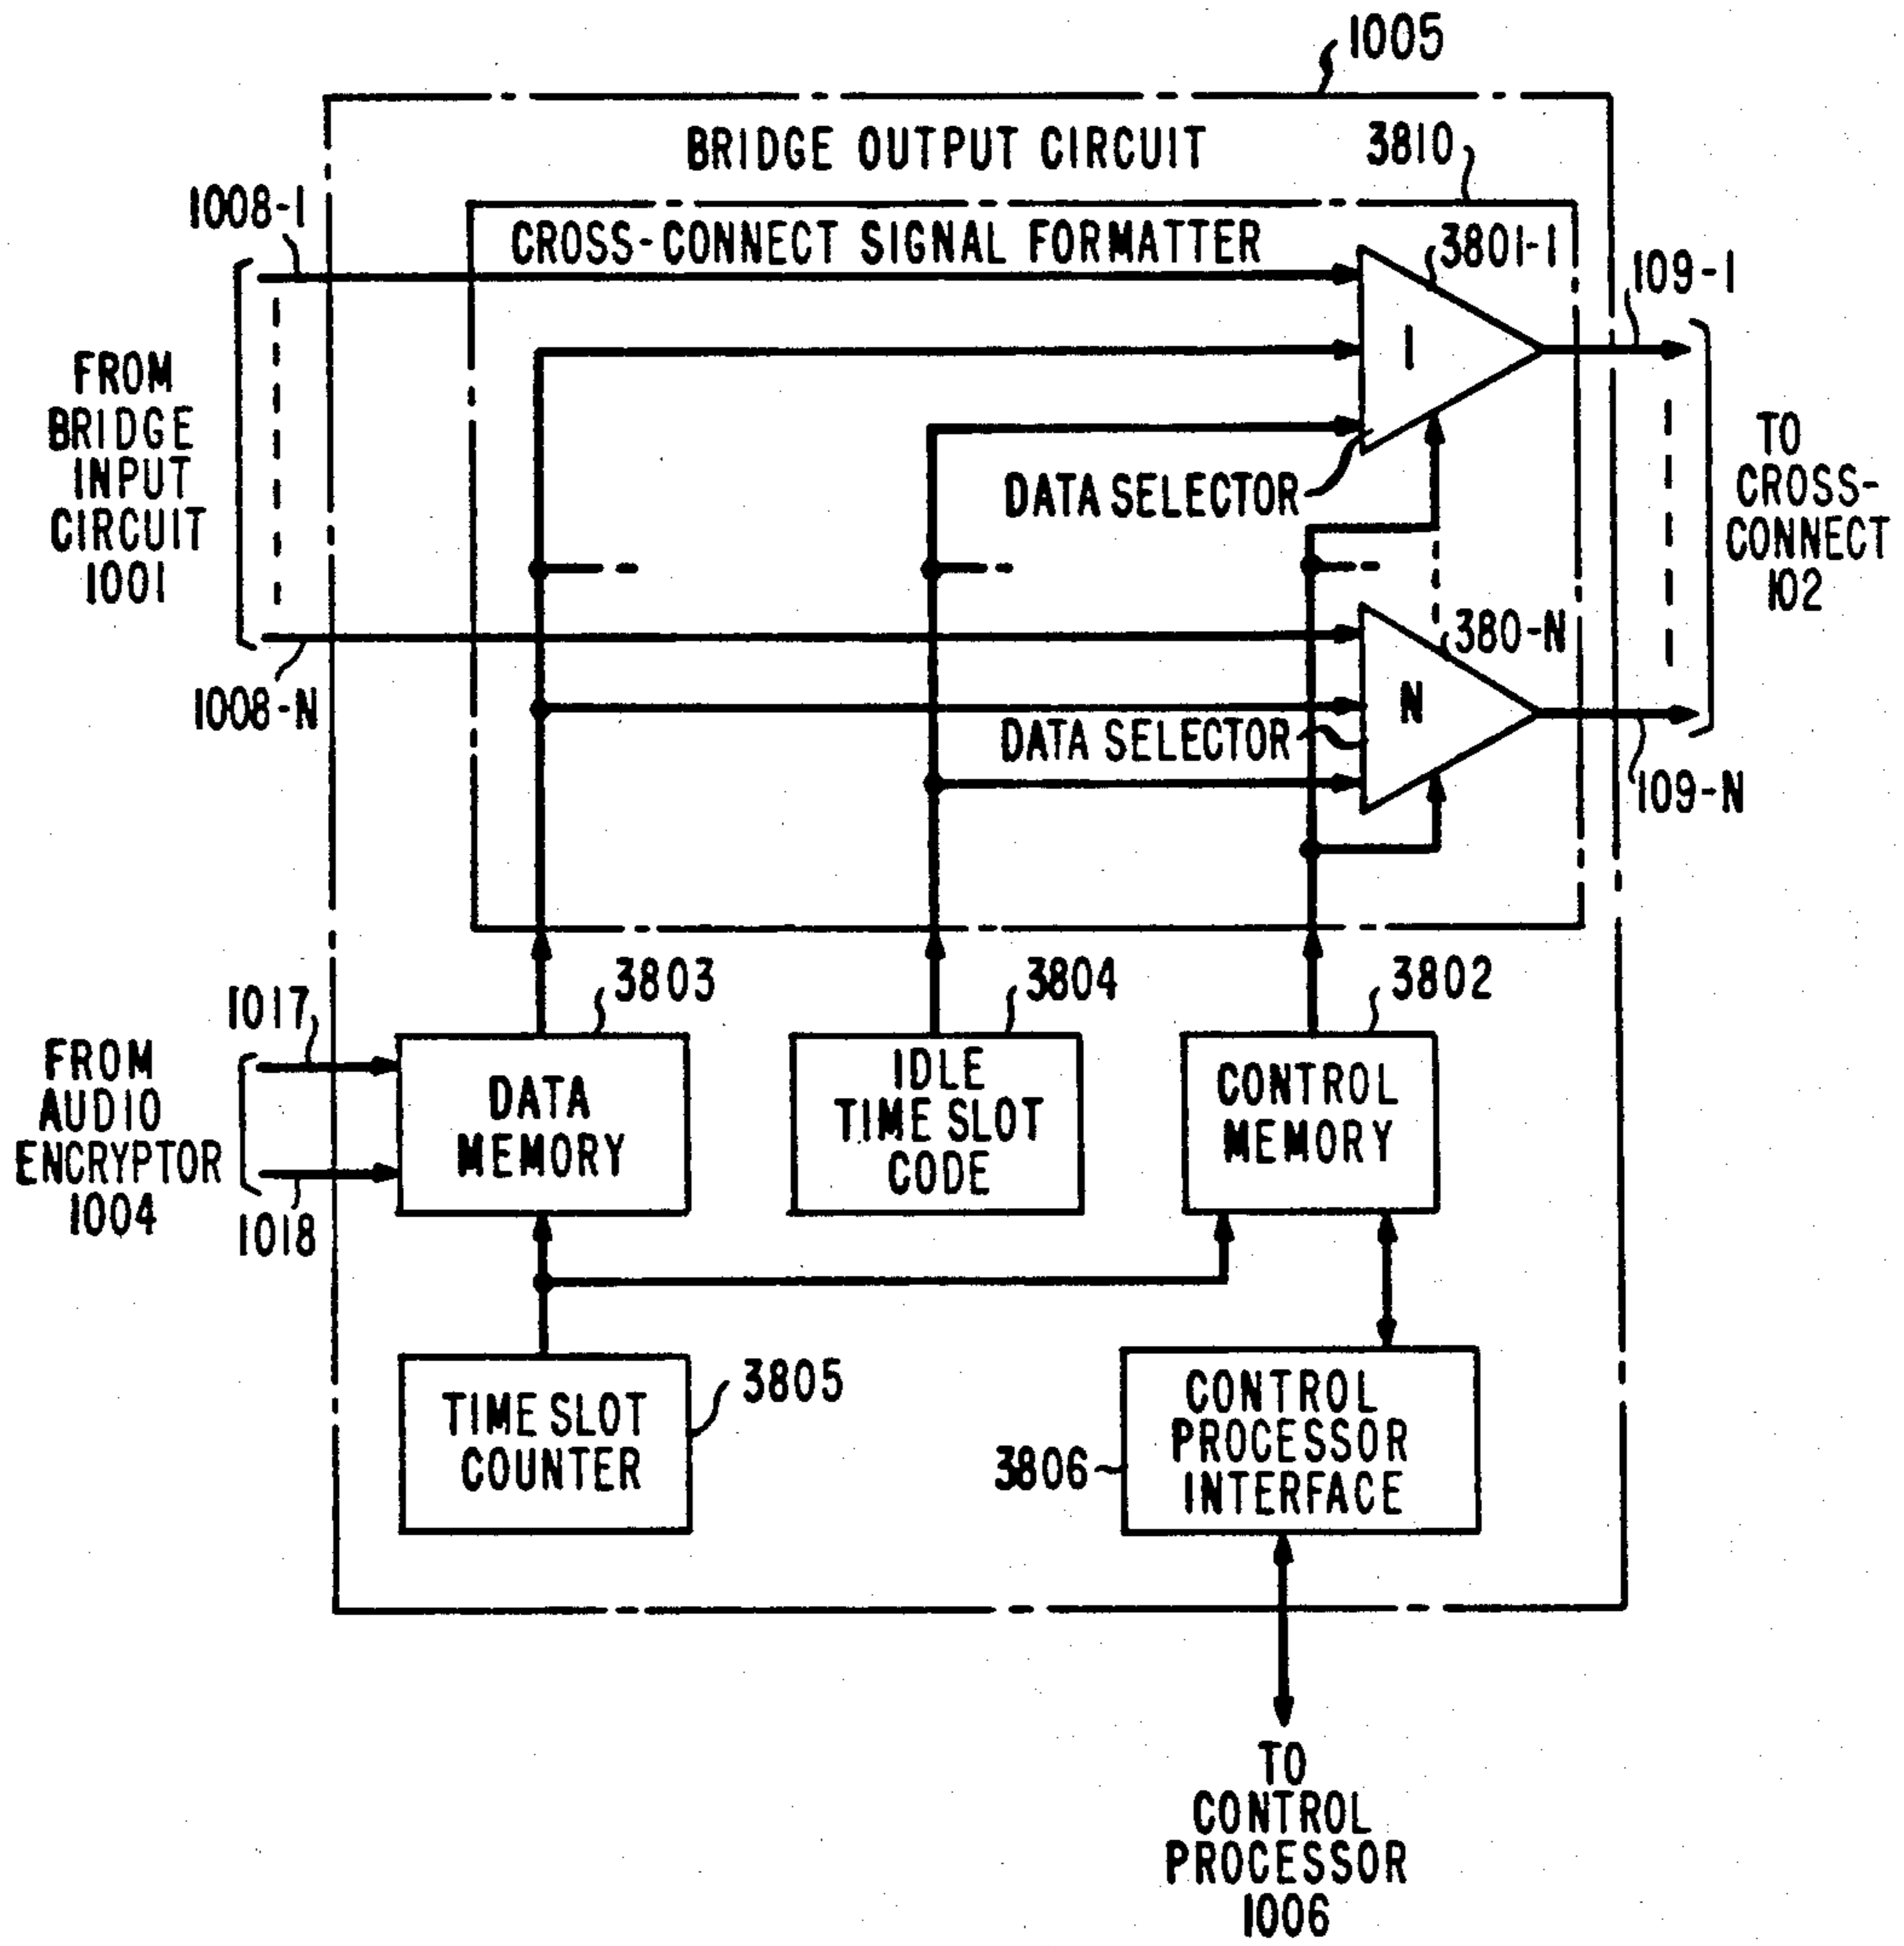 1005
BRIDGE OUTPUT CIRCUIT
3810
1008-1
CROSS-CONNECT SIGNAL FORMATTER
3801-1
109-1
1
FROM
BRIDGE
INPUT
CIRCUIT
1001
TO
CROSS-
CONNECT
102
DATA SELECTOR
380-N
1008-N
N
DATA SELECTOR
109-N
3803
3804
3802
1017
FROM
AUDIO
ENCRYPTOR
1004
1018
DATA
MEMORY
IDLE
TIME SLOT
CODE
CONTROL
MEMORY
TIME SLOT
COUNTER
3805
3806
CONTROL
PROCESSOR
INTERFACE
TO
CONTROL
PROCESSOR
1006